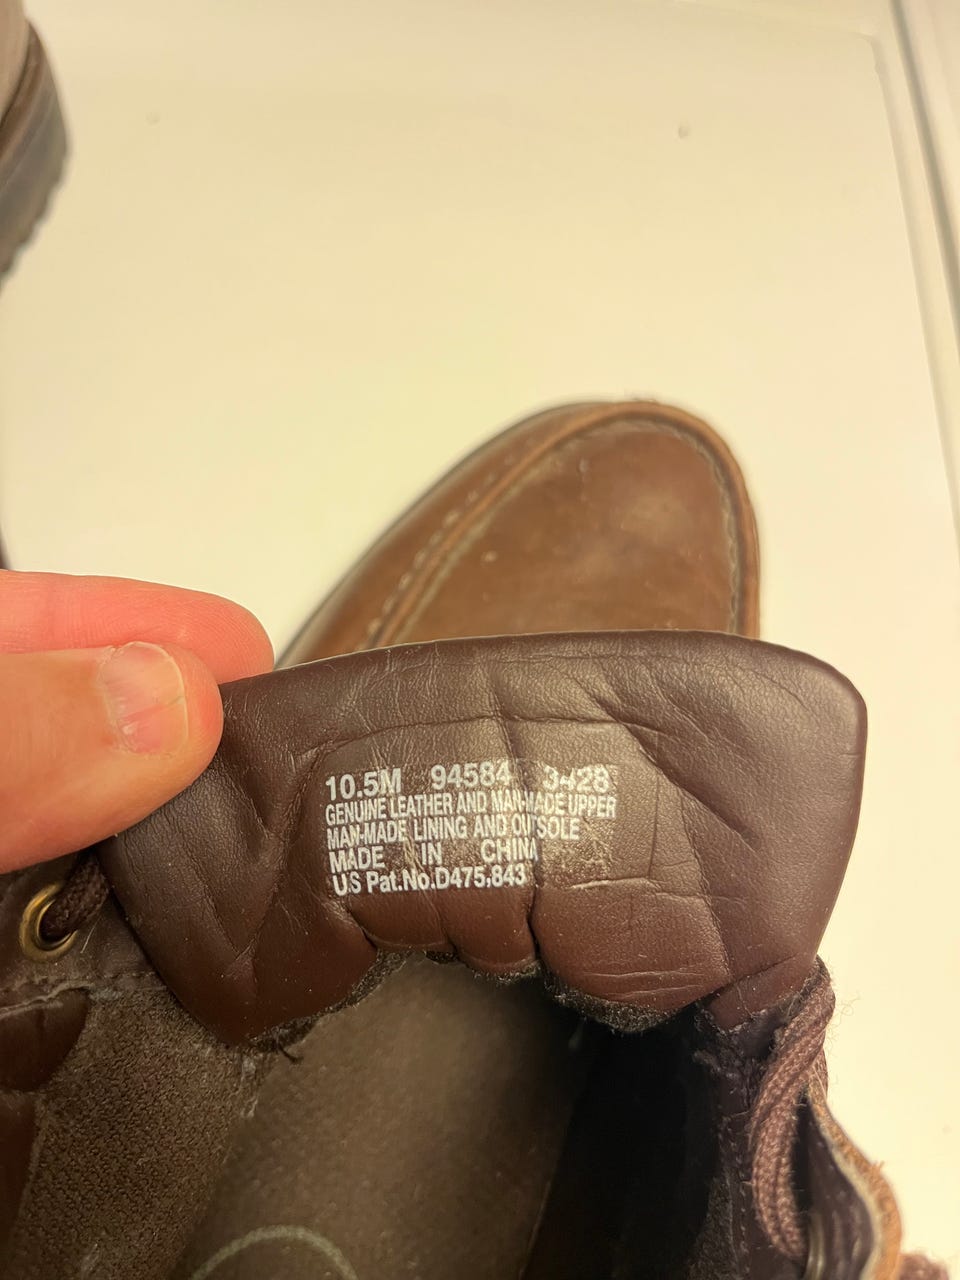 10.5M 94584 3428
GENUINE LEATHER AND MAN-MADE UPPER
MAN-MADE LINING AND OUTSOLE
MADE IN CHINA
US Pat.No.D475,843